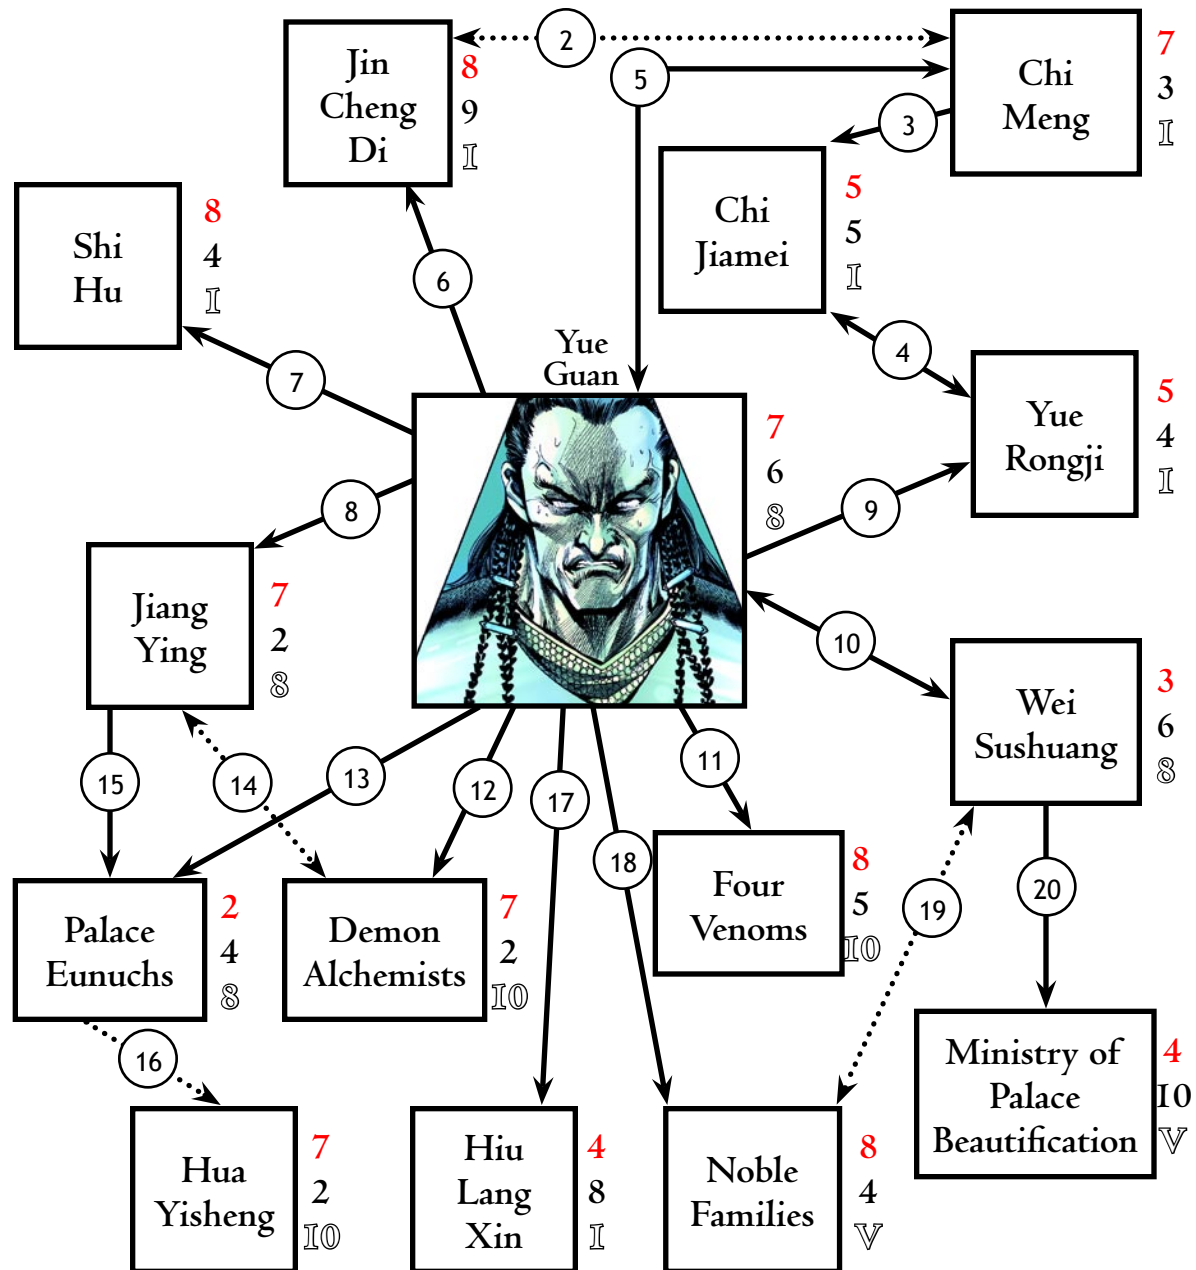 Jin
Cheng
Di
8
9
I
2
5
Chi
Meng
7
3
I
3
Chi
Jiamei
5
5
I
Shi
Hu
8
4
I
6
7
4
Yue
Guan
7
6
8
Yue
Rongji
5
4
I
8
9
Jiang
Ying
7
2
8
10
Wei
Sushuang
3
6
8
15
14
13
12
17
11
18
Palace
Eunuchs
2
4
8
Demon
Alchemists
7
2
10
Four
Venoms
8
5
10
19
20
16
Hua
Yisheng
7
2
10
Hiu
Lang
Xin
4
8
I
Noble
Families
8
4
V
Ministry of
Palace
Beautification
4
10
V